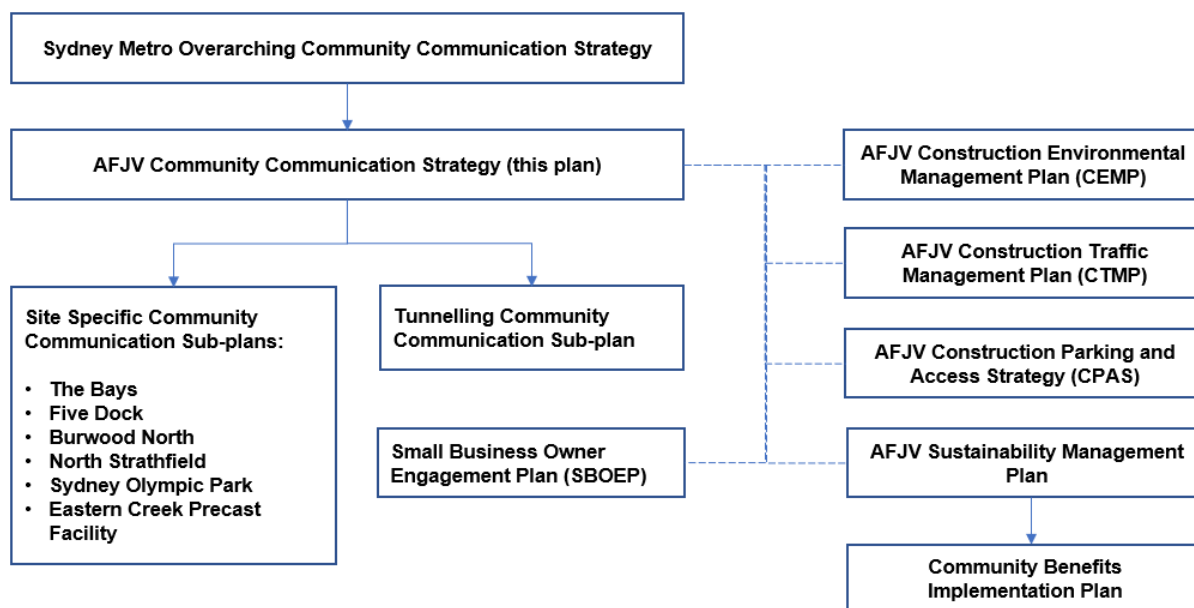 Sydney Metro Overarching Community Communication Strategy
AFJV Community Communication Strategy (this plan)
Site Specific Community
Communication Sub-plans:
• The Bays
• Five Dock
• Burwood North
• North Strathfield
• Sydney Olympic Park
• Eastern Creek Precast
Facility
Tunnelling Community
Communication Sub-plan
Small Business Owner
Engagement Plan (SBOEP)
AFJV Construction Environmental
Management Plan (CEMP)
AFJV Construction Traffic
Management Plan (CTMP)
AFJV Construction Parking and
Access Strategy (CPAS)
AFJV Sustainability Management
Plan
Community Benefits
Implementation Plan